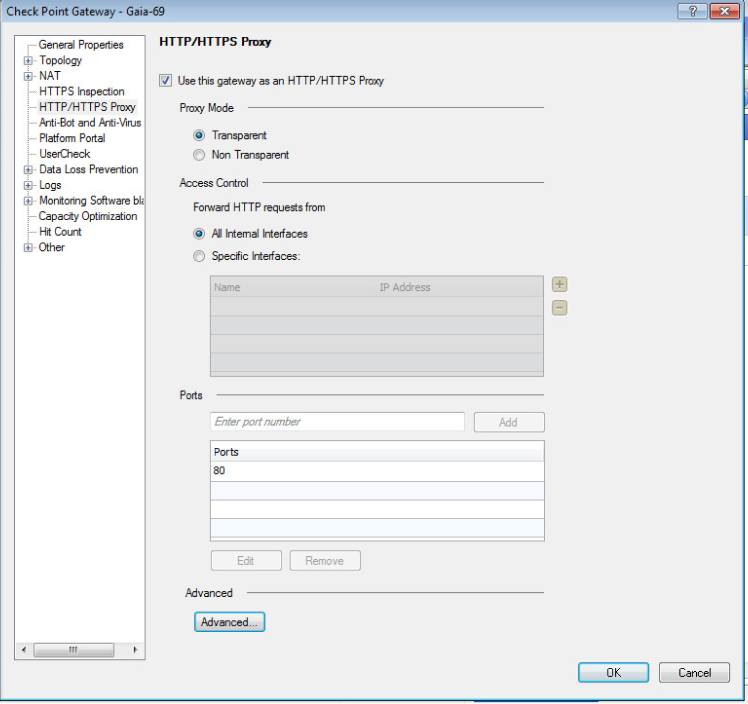 Check Point Gateway - Gaia-69
?
General Properties
Topology
NAT
HTTPS Inspection
HTTP/HTTPS Proxy
Anti-Bot and Anti-Virus
Platform Portal
UserCheck
Data Loss Prevention
Logs
Monitoring Software bla
Capacity Optimization
Hit Count
Other
HTTP/HTTPS Proxy
Use this gateway as an HTTP/HTTPS Proxy
Proxy Mode
Transparent
Non Transparent
Access Control
Forward HTTP requests from
All Internal Interfaces
Specific Interfaces:
Name IP Address
Ports
Enter port number Add
Ports
80
Edit Remove
Advanced
Advanced...
OK Cancel